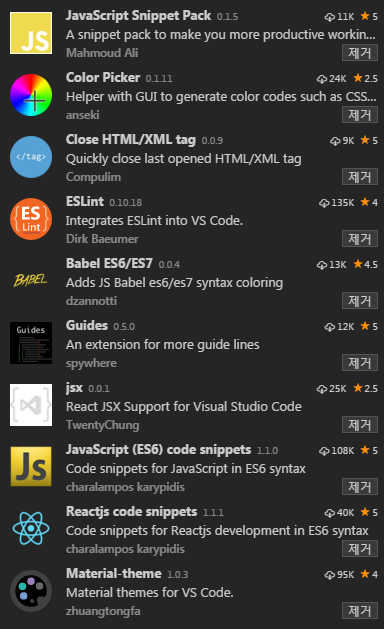 JavaScript Snippet Pack 0.1.5 11K ★ 5
A snippet pack to make you more productive workin...
Mahmoud Ali 제거
Color Picker 0.1.11 24K ★ 2.5
Helper with GUI to generate color codes such as CSS...
anseki 제거
Close HTML/XML tag 0.0.9 9K ★ 5
Quickly close last opened HTML/XML tag
Compulim 제거
ESLint 0.10.18 135K ★ 4
Integrates ESLint into VS Code.
Dirk Baeumer 제거
Babel ES6/ES7 0.0.4 13K ★ 4.5
Adds JS Babel es6/es7 syntax coloring
dzannotti 제거
Guides 0.5.0 12K ★ 5
An extension for more guide lines
spywhere 제거
jsx 0.0.1 25K ★ 2.5
React JSX Support for Visual Studio Code
TwentyChung 제거
JavaScript (ES6) code snippets 1.1.0 108K ★ 5
Code snippets for JavaScript in ES6 syntax
charalampos karypidis 제거
Reactjs code snippets 1.1.1 40K ★ 5
Code snippets for Reactjs development in ES6 syntax
charalampos karypidis 제거
Material-theme 1.0.3 95K ★ 4
Material themes for VS Code.
zhuangtongfa 제거
JS
</tag>
ES
Lint
BABEL
Guides
JS